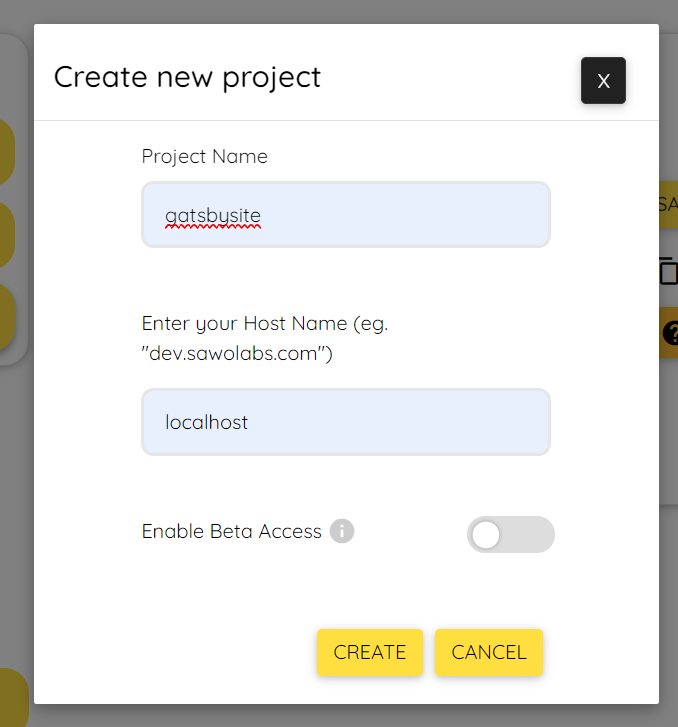 Create new project
X
Project Name
gatsbysite
Enter your Host Name (eg.
"dev.sawolabs.com")
localhost
Enable Beta Access
CREATE CANCEL